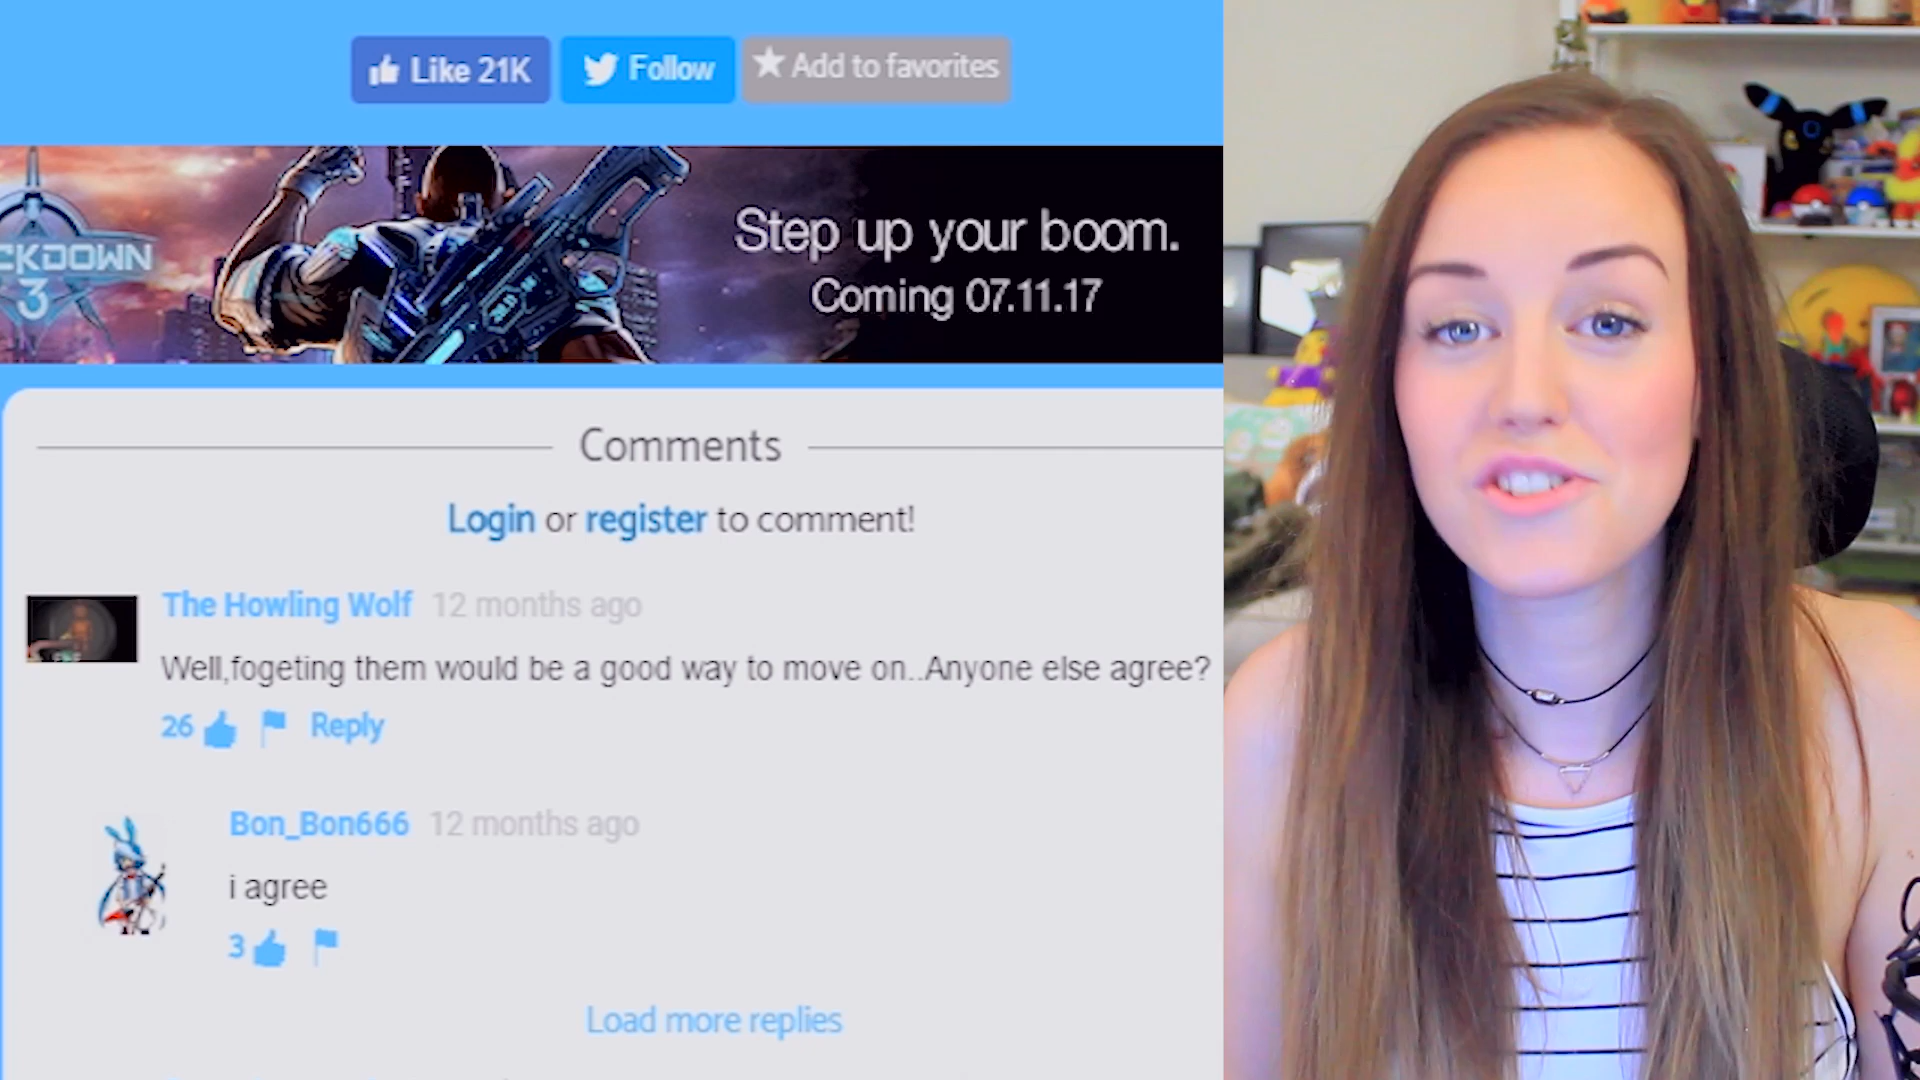 Like 21K
Follow
Add to favorites
CKDOWN
3
Step up your boom.
Coming 07.11.17
Comments
Login or register to comment!
The Howling Wolf 12 months ago
Well,fogeting them would be a good way to move on..Anyone else agree?
26 Reply
Bon_Bon666 12 months ago
i agree
3
Load more replies